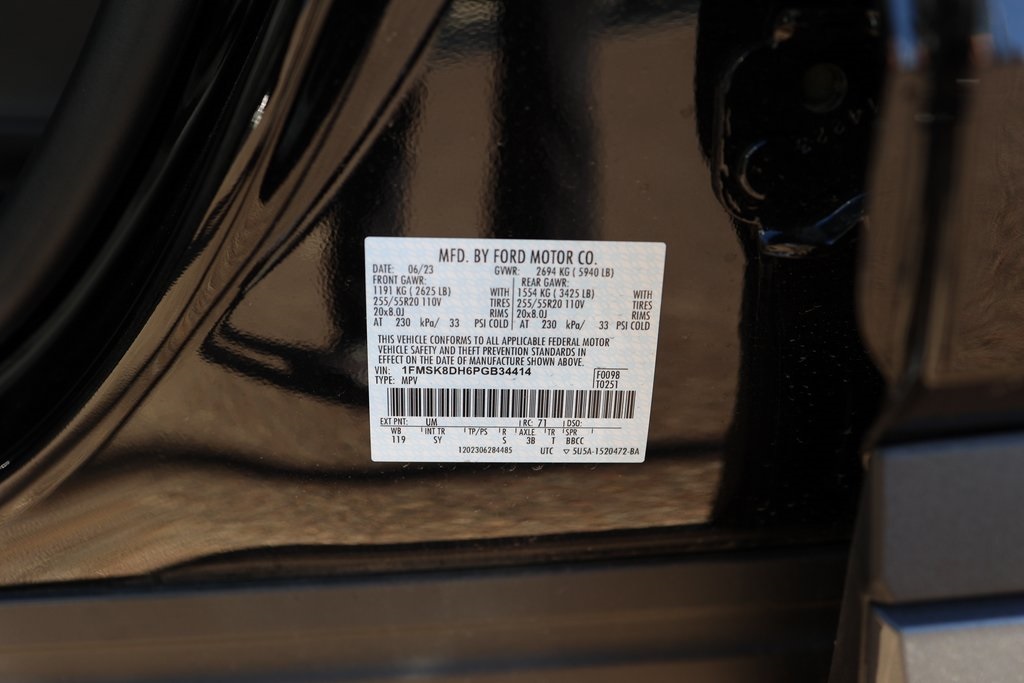 MFD. BY FORD MOTOR CO.
DATE: 06/23 GVWR: 2694 KG ( 5940 LB)
FRONT GAWR: REAR GAWR:
1191 KG ( 2625 LB) WITH 1554 KG ( 3425 LB) WITH
255/55R20 110V TIRES 255/55R20 110V TIRES
20x8.0J RIMS 20x8.0J RIMS
AT 230 kPa/ 33 PSI COLD AT 230 kPa/ 33 PSI COLD
THIS VEHICLE CONFORMS TO ALL APPLICABLE FEDERAL MOTOR
VEHICLE SAFETY AND THEFT PREVENTION STANDARDS IN
EFFECT ON THE DATE OF MANUFACTURE SHOWN ABOVE.
VIN: 1FMSK8DH6PGB34414 F0098
TYPE: MPV T0251
EXT PNT: UM RC: 71 DSO:
WB INT TR TP/PS R AXLE TR SPR
119 SY S 3B T BBCC
1202306284485 UTC ▽ 5U5A-1520472-BA